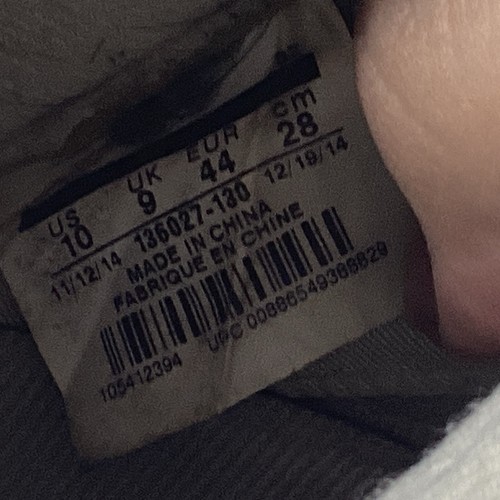 US UK EUR cm
10 9 44 28
11/12/14 136027-130 12/19/14
MADE IN CHINA
FABRIQUE EN CHINE
105412394 UPC 00886549388829